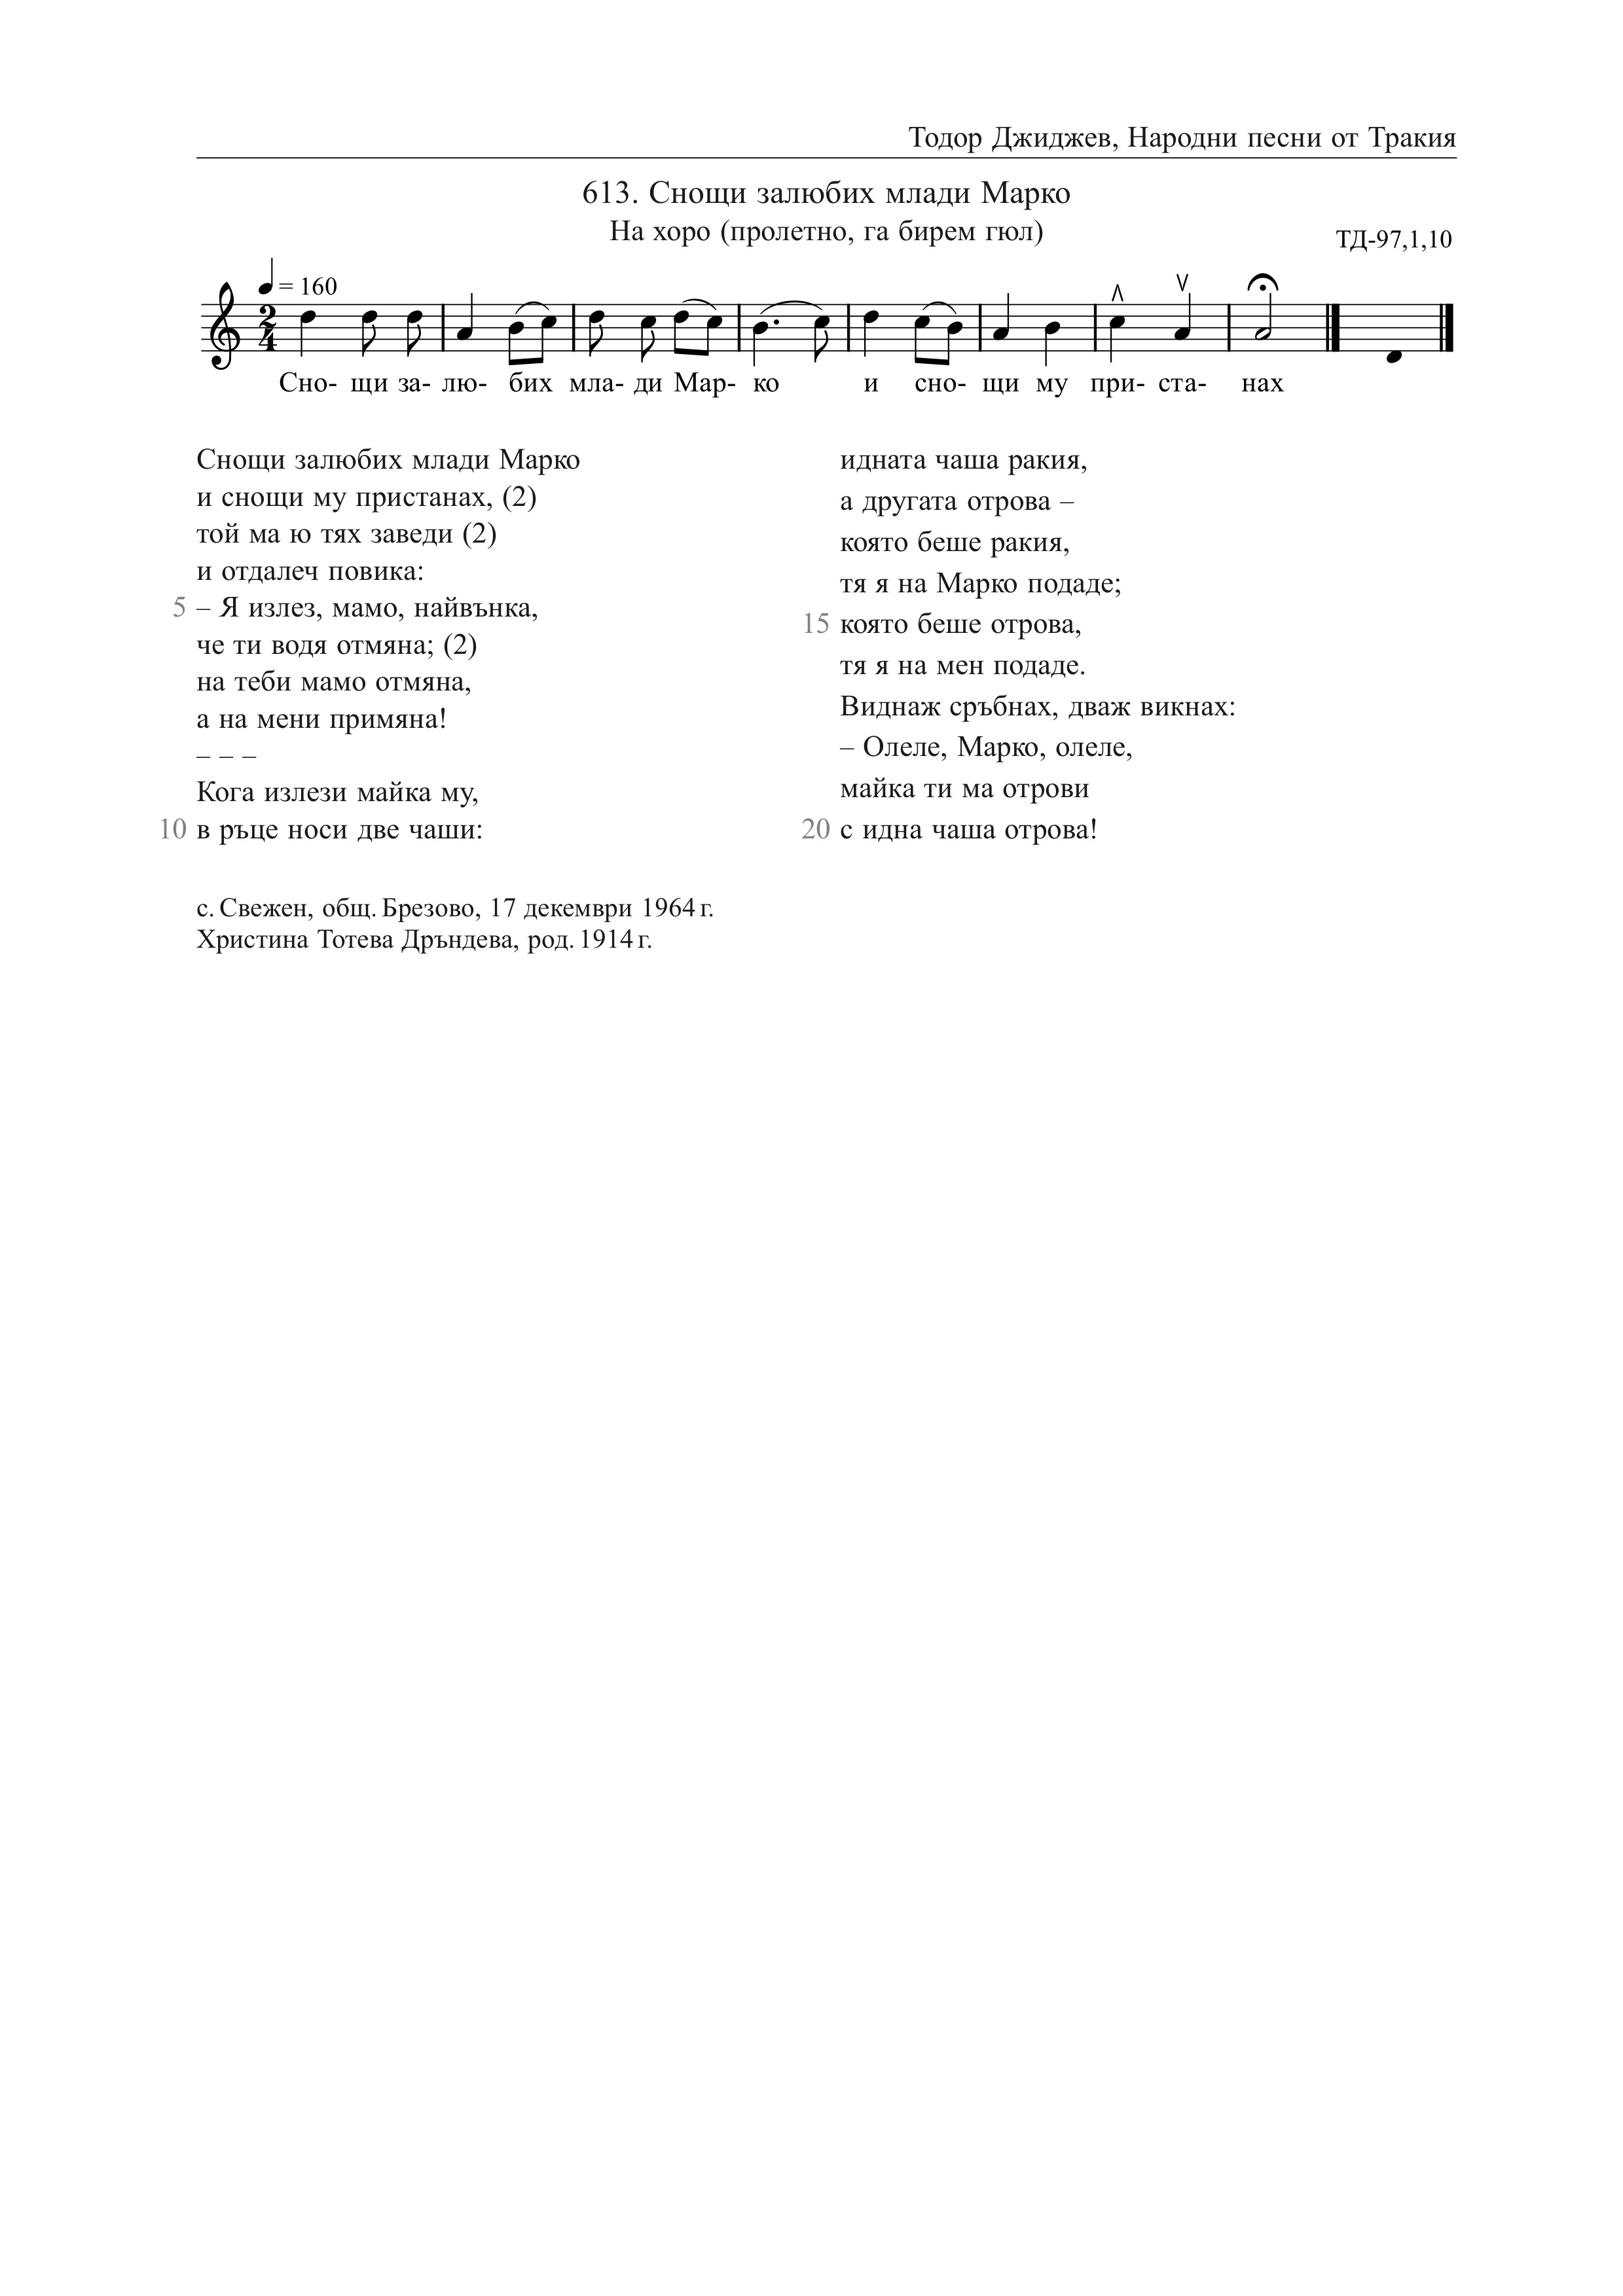 Тодор Джиджев, Народни песни от Тракия
613. Снощи залюбих млади Марко
На хоро (пролетно, га бирем гюл)
ТД-97,1,10
= 160
2
4
Сно- щи за- лю- бих мла- ди Мар- ко и сно- щи му при- ста- нах
Снощи залюбих млади Марко
и снощи му пристанах, (2)
той ма ю тях заведи (2)
и отдалеч повика:
5 – Я излез, мамо, найвънка,
че ти водя отмяна; (2)
на теби мамо отмяна,
а на мени примяна!
– – –
Кога излези майка му,
10 в ръце носи две чаши:
идната чаша ракия,
а другата отрова –
която беше ракия,
тя я на Марко подаде;
15 която беше отрова,
тя я на мен подаде.
Виднаж сръбнах, дваж викнах:
– Олеле, Марко, олеле,
майка ти ма отрови
20 с идна чаша отрова!
с. Свежен, общ. Брезово, 17 декември 1964 г.
Христина Тотева Дръндева, род. 1914 г.